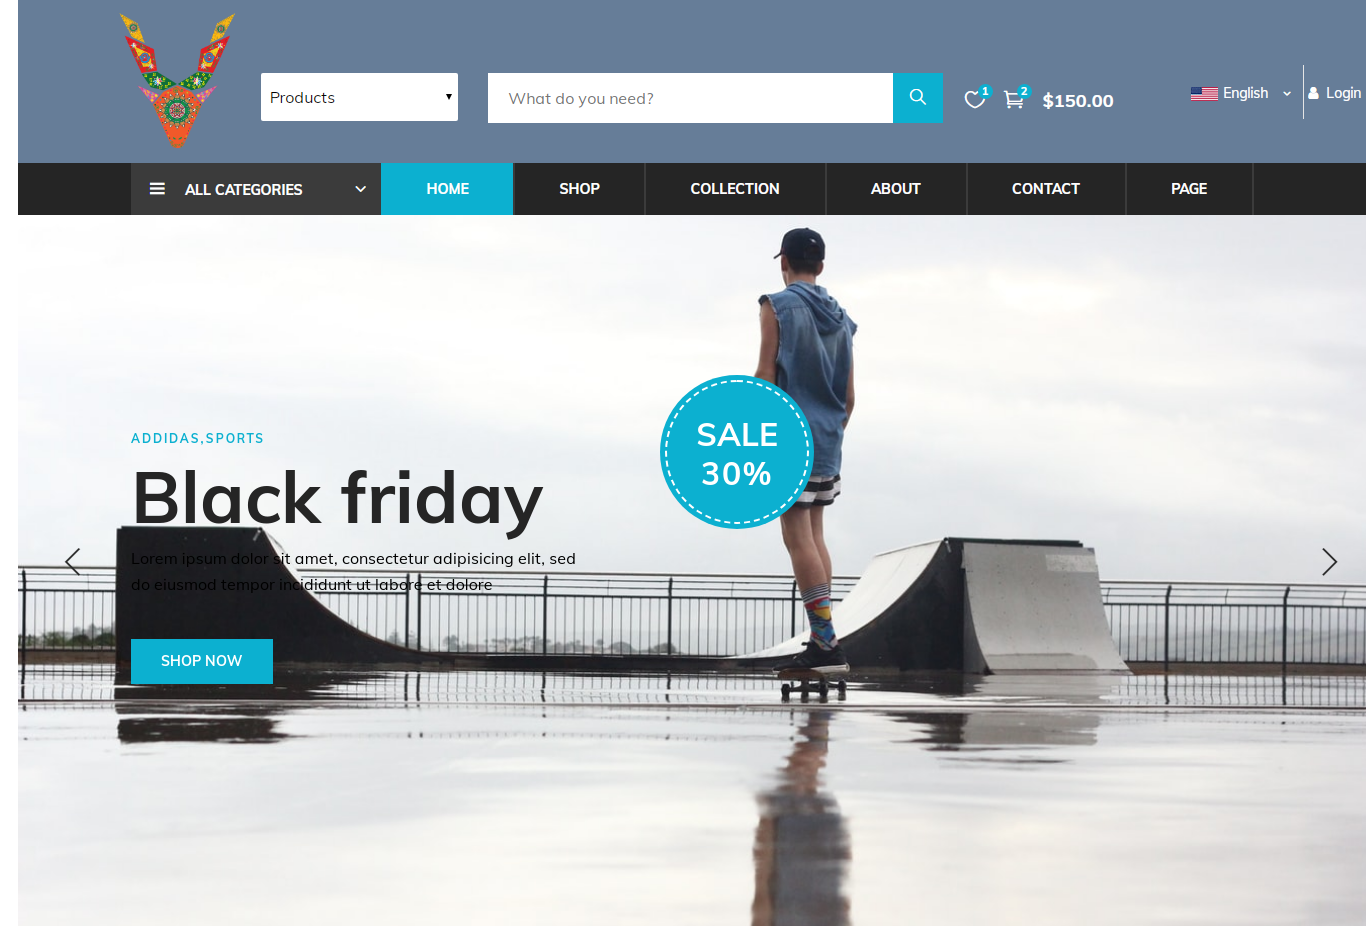 Products
What do you need?
1
2
$150.00
English
Login
ALL CATEGORIES
HOME
SHOP
COLLECTION
ABOUT
CONTACT
PAGE
SALE
30%
ADDIDAS,SPORTS
Black friday
Lorem ipsum dolor sit amet, consectetur adipisicing elit, sed
do eiusmod tempor incididunt ut labore et dolore
SHOP NOW